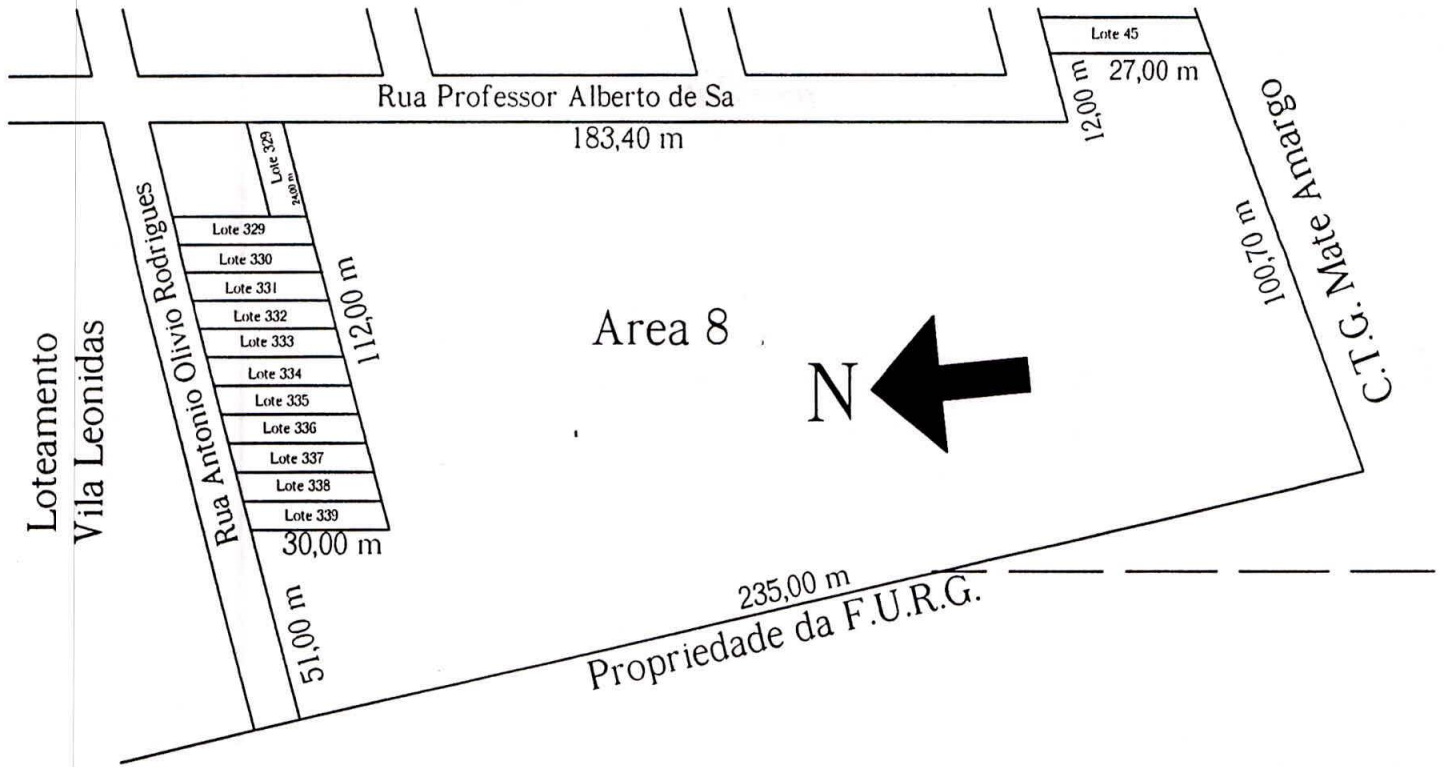 Lote 45
27,00 m
Rua Professor Alberto de Sa
12,00 m
183,40 m
Lote 329
24,00 m
Lote 329
Lote 330
Lote 331
Lote 332
Lote 333
Lote 334
Lote 335
Lote 336
Lote 337
Lote 338
Lote 339
30,00 m
112,00 m
51,00 m
Rua Antonio Olivio Rodrigues
Loteamento
Vila Leonidas
Area 8
N
100,70 m
C.T.G. Mate Amargo
235,00 m
Propriedade da F.U.R.G.